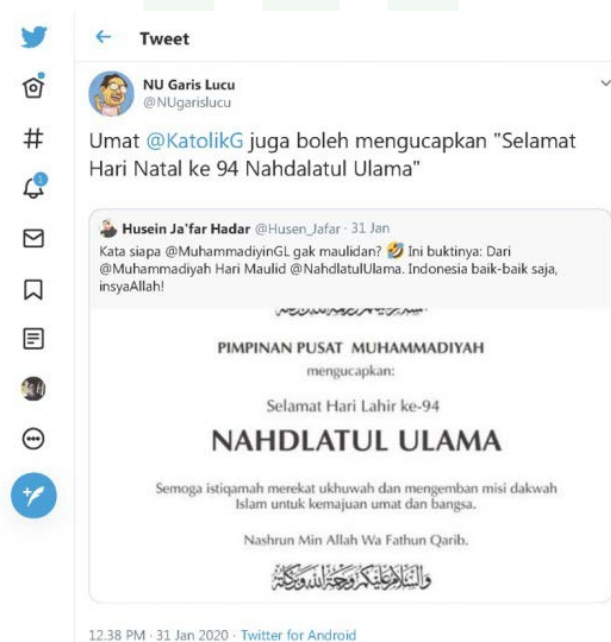 Tweet
NU Garis Lucu
@NUgarislucu
Umat @KatolikG juga boleh mengucapkan "Selamat
Hari Natal ke 94 Nahdalatul Ulama"
Husein Ja'far Hadar @Husen_Jafar · 31 Jan
Kata siapa @MuhammadiyinGL gak maulidan? 🤣 Ini buktinya: Dari
@Muhammadiyah Hari Maulid @NahdlatulUlama. Indonesia baik-baik saja,
insyaAllah!
PIMPINAN PUSAT MUHAMMADIYAH
mengucapkan:
Selamat Hari Lahir ke-94
NAHDLATUL ULAMA
Semoga istiqamah merekat ukhuwah dan mengemban misi dakwah
Islam untuk kemajuan umat dan bangsa.
Nashrun Min Allah Wa Fathun Qarib.
والسلام عليكم ورحمة الله وبركاته
12.38 PM · 31 Jan 2020 · Twitter for Android